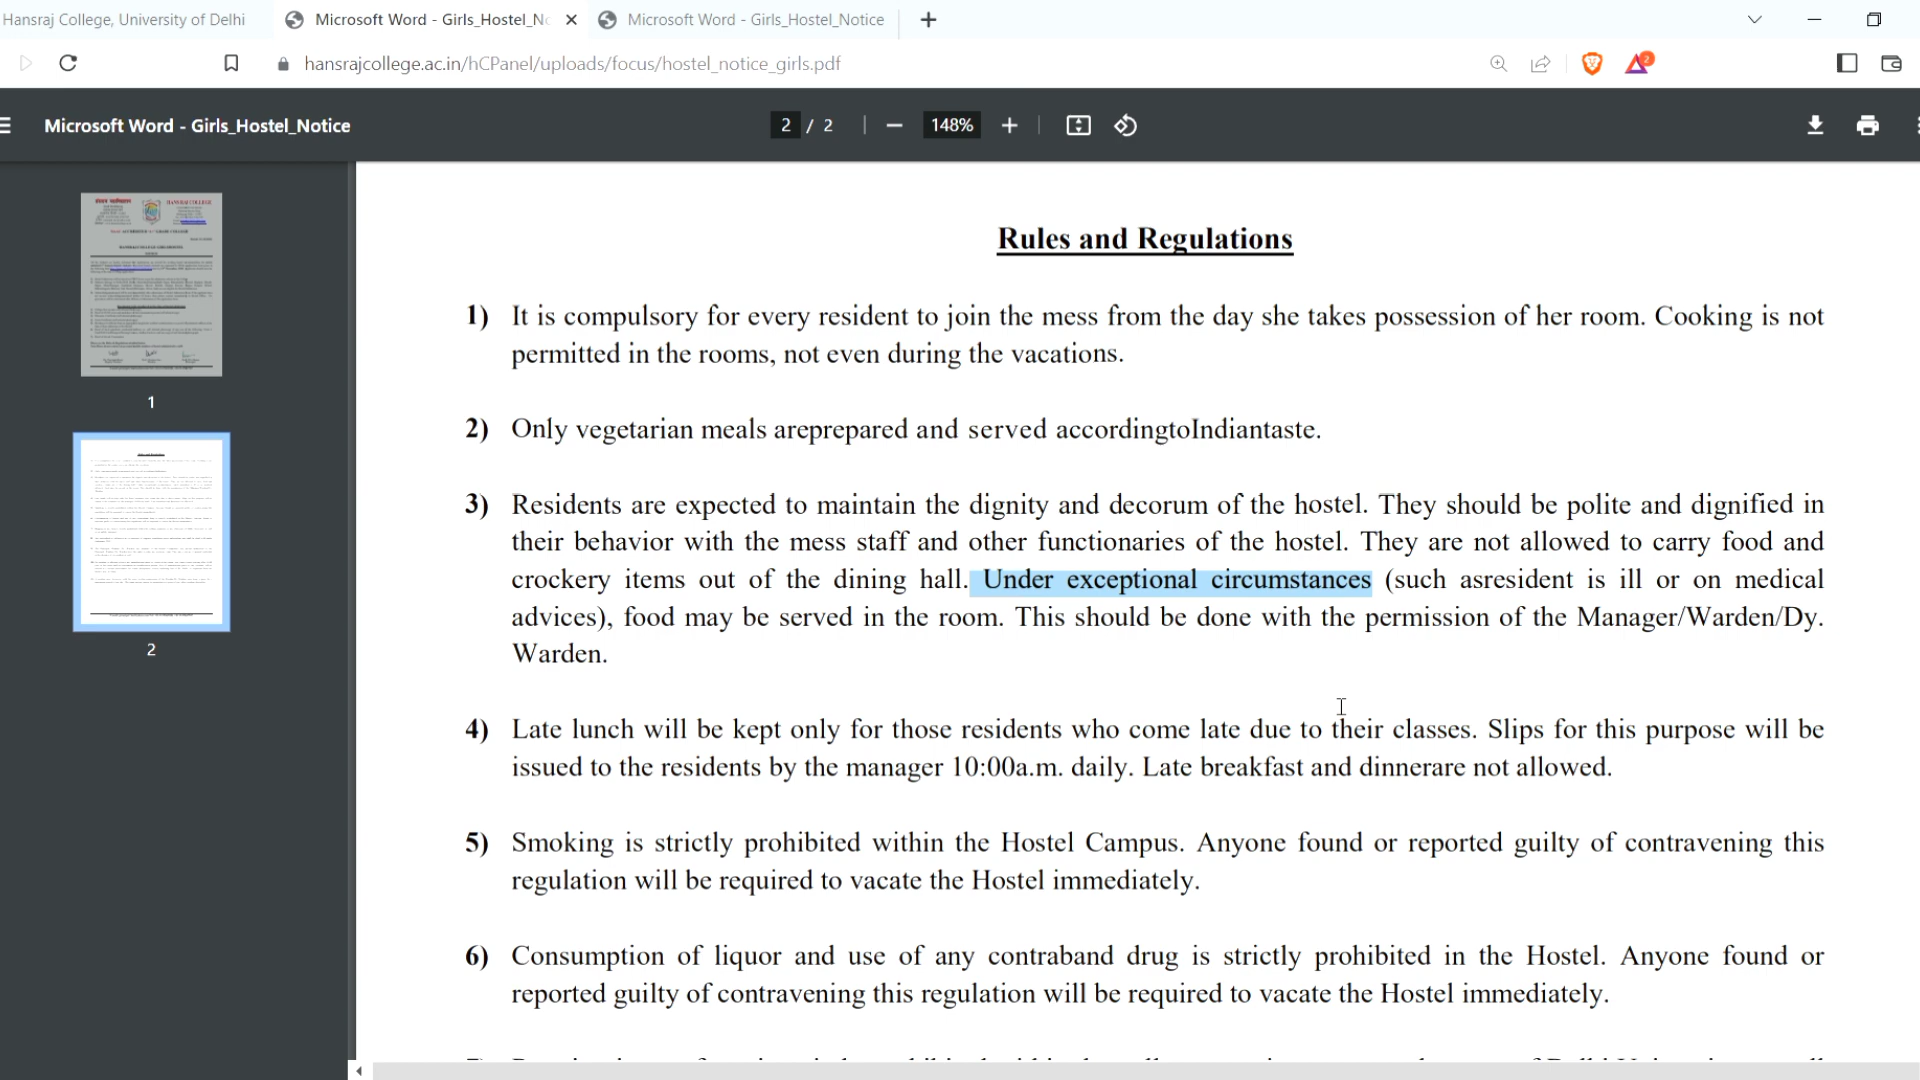 Hansraj College, University of Delhi
Microsoft Word - Girls_Hostel_No
Microsoft Word - Girls_Hostel_Notice
hansrajcollege.ac.in/hCPanel/uploads/focus/hostel_notice_girls.pdf
2
Microsoft Word - Girls_Hostel_Notice
2 / 2
148%
HANSRAJ COLLEGE
1
2
Rules and Regulations
1) It is compulsory for every resident to join the mess from the day she takes possession of her room. Cooking is not
permitted in the rooms, not even during the vacations.
2) Only vegetarian meals areprepared and served accordingtoIndiantaste.
3) Residents are expected to maintain the dignity and decorum of the hostel. They should be polite and dignified in
their behavior with the mess staff and other functionaries of the hostel. They are not allowed to carry food and
crockery items out of the dining hall. Under exceptional circumstances (such asresident is ill or on medical
advices), food may be served in the room. This should be done with the permission of the Manager/Warden/Dy.
Warden.
4) Late lunch will be kept only for those residents who come late due to their classes. Slips for this purpose will be
issued to the residents by the manager 10:00a.m. daily. Late breakfast and dinnerare not allowed.
5) Smoking is strictly prohibited within the Hostel Campus. Anyone found or reported guilty of contravening this
regulation will be required to vacate the Hostel immediately.
6) Consumption of liquor and use of any contraband drug is strictly prohibited in the Hostel. Anyone found or
reported guilty of contravening this regulation will be required to vacate the Hostel immediately.